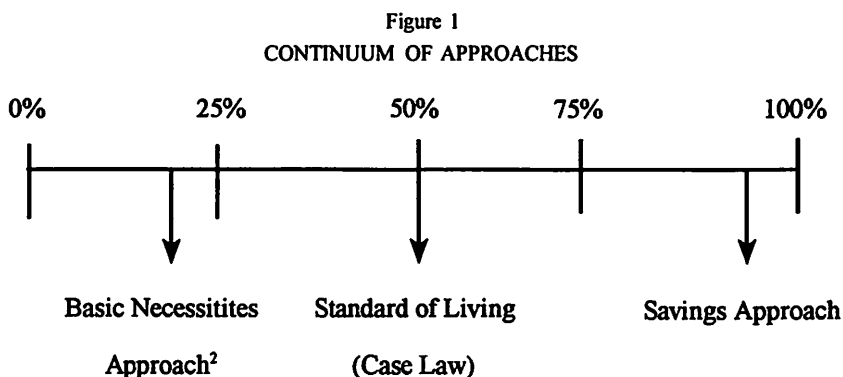 Figure 1
CONTINUUM OF APPROACHES
0% 25% 50% 75% 100%
Basic Necessitites Standard of Living Savings Approach
Approach² (Case Law)